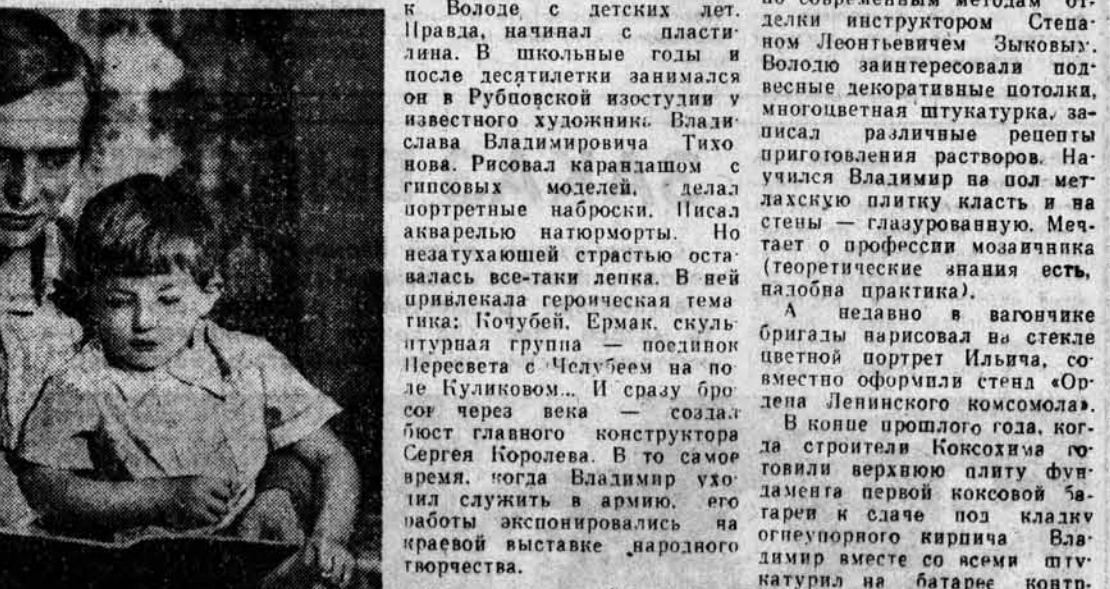 к Володе с детских лет.
Правда, начинал с пласти-
лина. В школьные годы и
после десятилетки занимался
он в Рубцовской изостудии у
известного художника Влади-
слава Владимировича Тихо
нова. Рисовал карандашом с
гипсовых моделей, делал
портретные наброски. Писал
акварелью натюрморты. Но
незатухающей страстью оста-
валась все-таки лепка. В ней
привлекала героическая тема
тика: Кочубей, Ермак, скуль-
птурная группа — поединок
Пересвета с Челубеем на по
ле Куликовом... И сразу бро-
сок через века — создал
бюст главного конструктора
Сергея Королева. В то самое
время, когда Владимир ухо-
дил служить в армию, его
работы экспонировались на
краевой выставке народного
творчества.
по современным методам от-
делки инструктором Степа-
ном Леонтьевичем Зыковых.
Володю заинтересовали под-
весные декоративные потолки,
многоцветная штукатурка, за-
писал различные рецепты
приготовления растворов. На-
учился Владимир на пол мет-
лахскую плитку класть и на
стены — глазурованную. Меч-
тает о профессии мозаичника
(теоретические знания есть,
надобна практика).
А недавно в вагончике
бригады нарисовал на стекле
цветной портрет Ильича, со-
вместно оформили стенд «Ор-
дена Ленинского комсомола».
В конце прошлого года, ког-
да строители Коксохима го-
товили верхнюю плиту фун-
дамента первой коксовой ба-
тареи к сдаче под кладку
огнеупорного кирпича Вла-
димир вместе со всеми шту-
катурил на батарее контр-